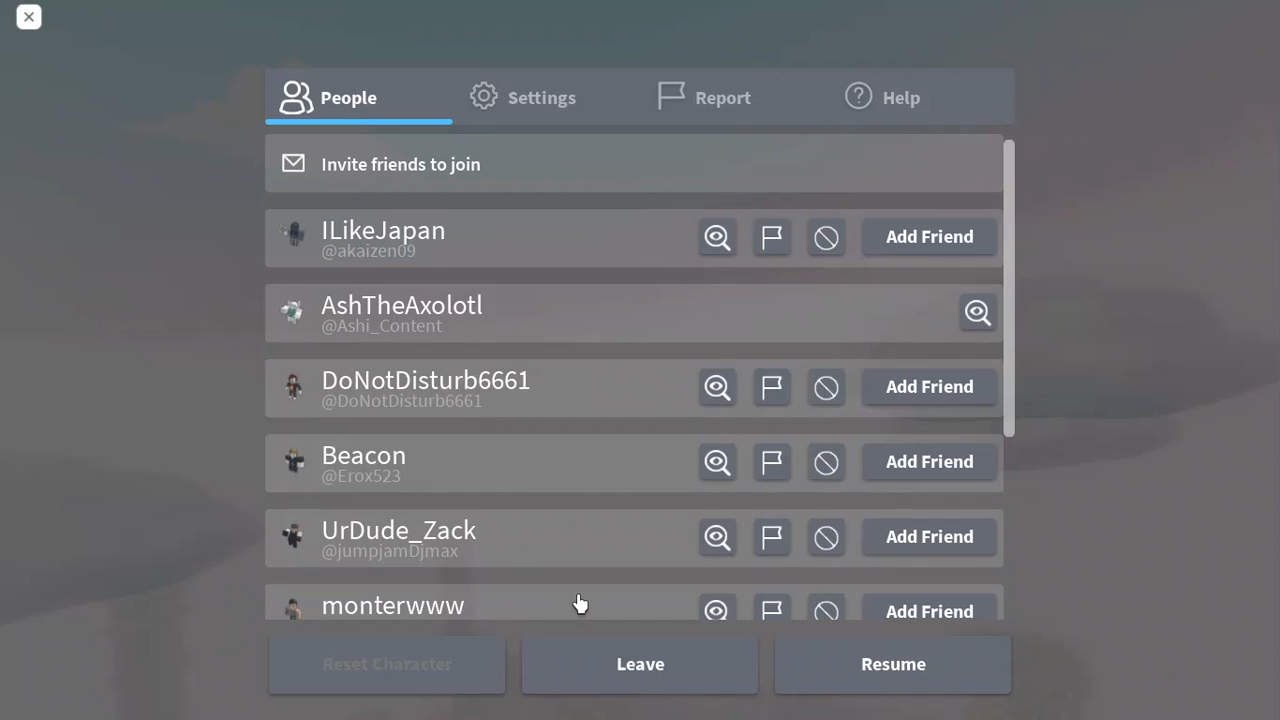 People
Settings
Report
Help
Invite friends to join
ILikeJapan
@akaizen09
Add Friend
AshTheAxolotl
@Ashi_Content
DoNotDisturb6661
@DoNotDisturb6661
Add Friend
Beacon
@Erox523
Add Friend
UrDude_Zack
@jumpjamDjmax
Add Friend
monterwww
Add Friend
Reset Character
Leave
Resume